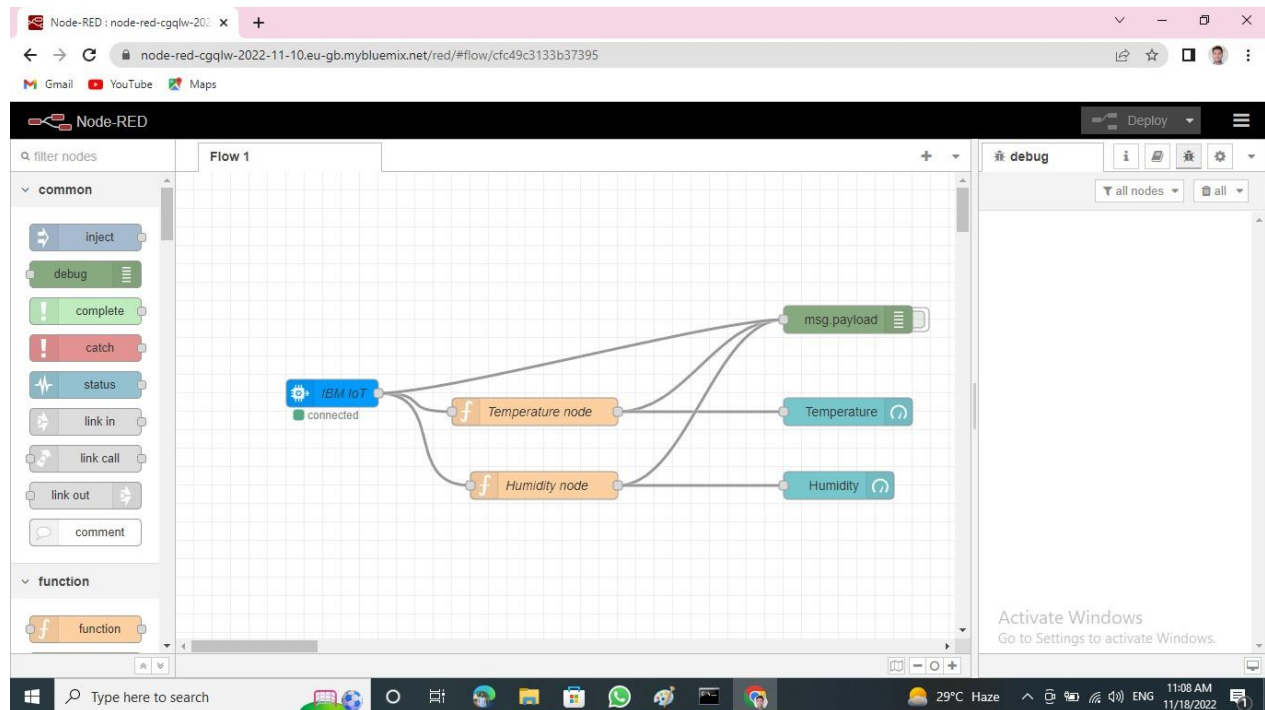 Node-RED : node-red-cgqlw-202
node-red-cgqlw-2022-11-10.eu-gb.mybluemix.net/red/#flow/cfc49c3133b37395
Gmail YouTube Maps
Node-RED Deploy
filter nodes
Flow 1
debug
i
all nodes
all
common
inject
debug
complete
catch
status
link in
link call
link out
comment
function
function
msg.payload
IBM IoT
connected
Temperature node
Temperature
Humidity node
Humidity
Activate Windows
Go to Settings to activate Windows.
Type here to search
29°C Haze
ENG
11:08 AM
11/18/2022